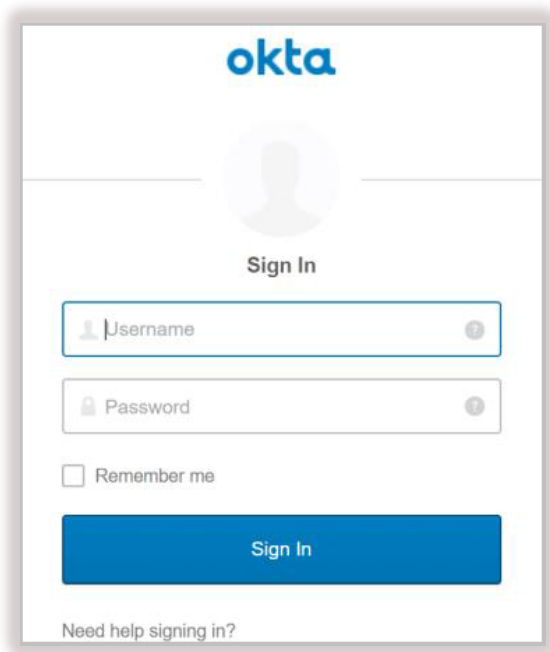 okta
Sign In
Username
?
Password
?
Remember me
Sign In
Need help signing in?